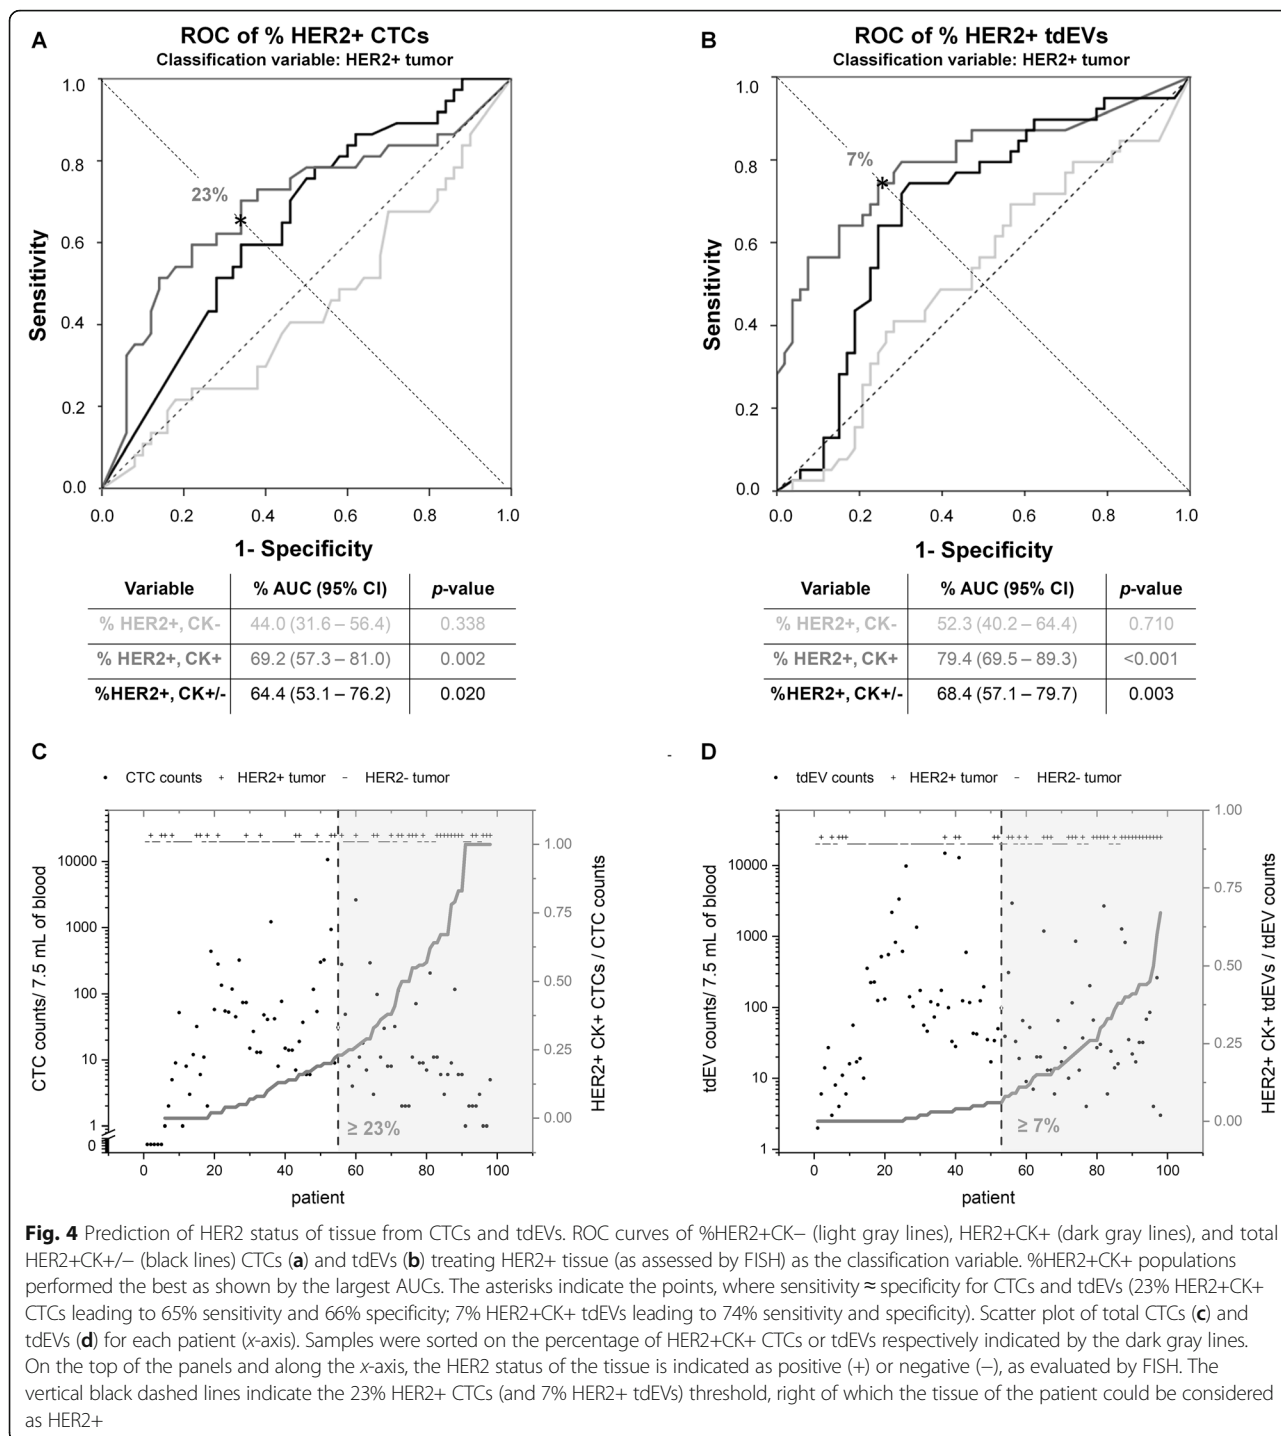 A
ROC of % HER2+ CTCs
Classification variable: HER2+ tumor
1.0
0.8
0.6
0.4
0.2
0.0
Sensitivity
23%
0.0 0.2 0.4 0.6 0.8 1.0
1- Specificity
Variable % AUC (95% CI) p-value
% HER2+, CK- 44.0 (31.6 – 56.4) 0.338
% HER2+, CK+ 69.2 (57.3 – 81.0) 0.002
%HER2+, CK+/- 64.4 (53.1 – 76.2) 0.020
B
ROC of % HER2+ tdEVs
Classification variable: HER2+ tumor
1.0
0.8
0.6
0.4
0.2
0.0
Sensitivity
7%
0.0 0.2 0.4 0.6 0.8 1.0
1- Specificity
Variable % AUC (95% CI) p-value
% HER2+, CK- 52.3 (40.2 – 64.4) 0.710
% HER2+, CK+ 79.4 (69.5 – 89.3) <0.001
%HER2+, CK+/- 68.4 (57.1 – 79.7) 0.003
C
• CTC counts + HER2+ tumor − HER2- tumor
CTC counts/ 7.5 mL of blood
10000
1000
100
10
1
0
1.00
0.75
0.50
0.25
0.00
HER2+ CK+ CTCs / CTC counts
≥ 23%
0 20 40 60 80 100
patient
D
• tdEV counts + HER2+ tumor − HER2- tumor
tdEV counts/ 7.5 mL of blood
10000
1000
100
10
1
1.00
0.75
0.50
0.25
0.00
HER2+ CK+ tdEVs / tdEV counts
≥ 7%
0 20 40 60 80 100
patient
Fig. 4 Prediction of HER2 status of tissue from CTCs and tdEVs. ROC curves of %HER2+CK− (light gray lines), HER2+CK+ (dark gray lines), and total
HER2+CK+/− (black lines) CTCs (a) and tdEVs (b) treating HER2+ tissue (as assessed by FISH) as the classification variable. %HER2+CK+ populations
performed the best as shown by the largest AUCs. The asterisks indicate the points, where sensitivity ≈ specificity for CTCs and tdEVs (23% HER2+CK+
CTCs leading to 65% sensitivity and 66% specificity; 7% HER2+CK+ tdEVs leading to 74% sensitivity and specificity). Scatter plot of total CTCs (c) and
tdEVs (d) for each patient (x-axis). Samples were sorted on the percentage of HER2+CK+ CTCs or tdEVs respectively indicated by the dark gray lines.
On the top of the panels and along the x-axis, the HER2 status of the tissue is indicated as positive (+) or negative (−), as evaluated by FISH. The
vertical black dashed lines indicate the 23% HER2+ CTCs (and 7% HER2+ tdEVs) threshold, right of which the tissue of the patient could be considered
as HER2+